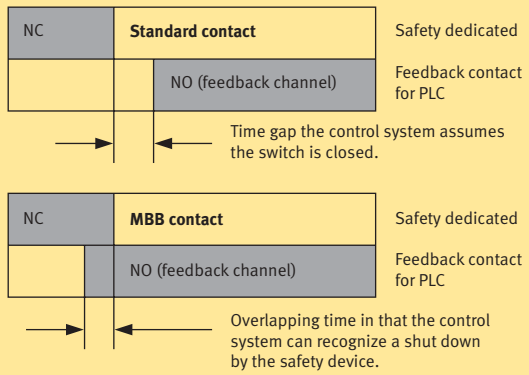 NC Standard contact Safety dedicated
NO (feedback channel) Feedback contact
for PLC
Time gap the control system assumes
the switch is closed.
NC MBB contact Safety dedicated
NO (feedback channel) Feedback contact
for PLC
Overlapping time in that the control
system can recognize a shut down
by the safety device.